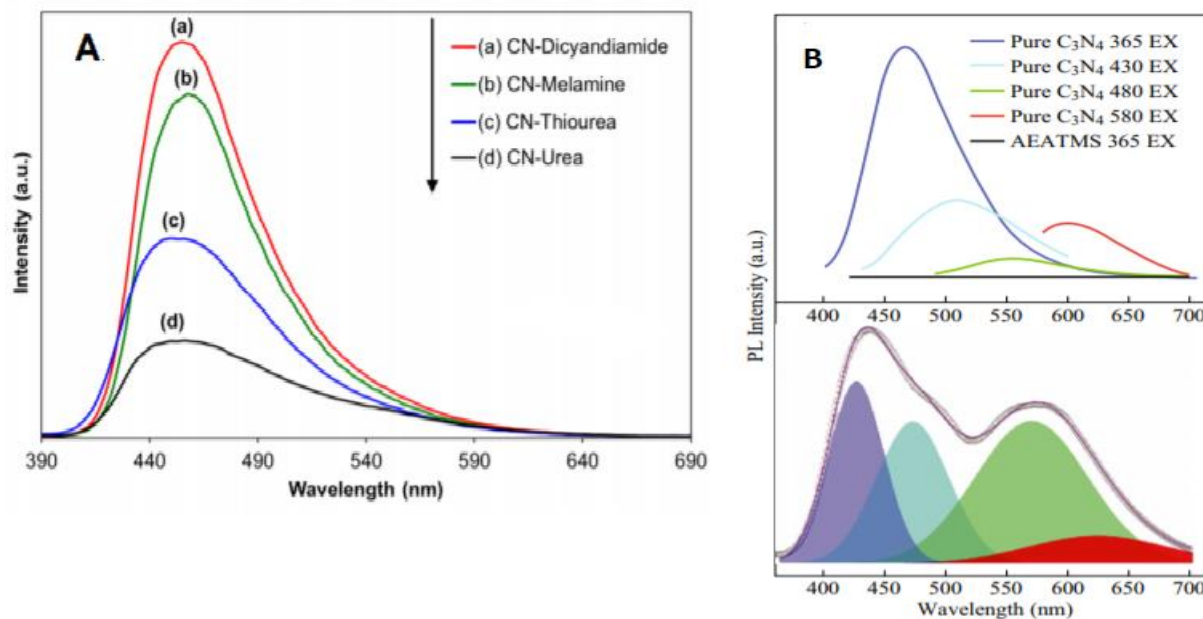 A
(a)
(b)
(c)
(d)
(a) CN-Dicyandiamide
(b) CN-Melamine
(c) CN-Thiourea
(d) CN-Urea
Intensity (a.u.)
390 440 490 540 590 640 690
Wavelength (nm)
B
Pure C₃N₄ 365 EX
Pure C₃N₄ 430 EX
Pure C₃N₄ 480 EX
Pure C₃N₄ 580 EX
AEATMS 365 EX
400 450 500 550 600 650 700
PL Intensity (a.u.)
400 450 500 550 600 650 700
Wavelength (nm)